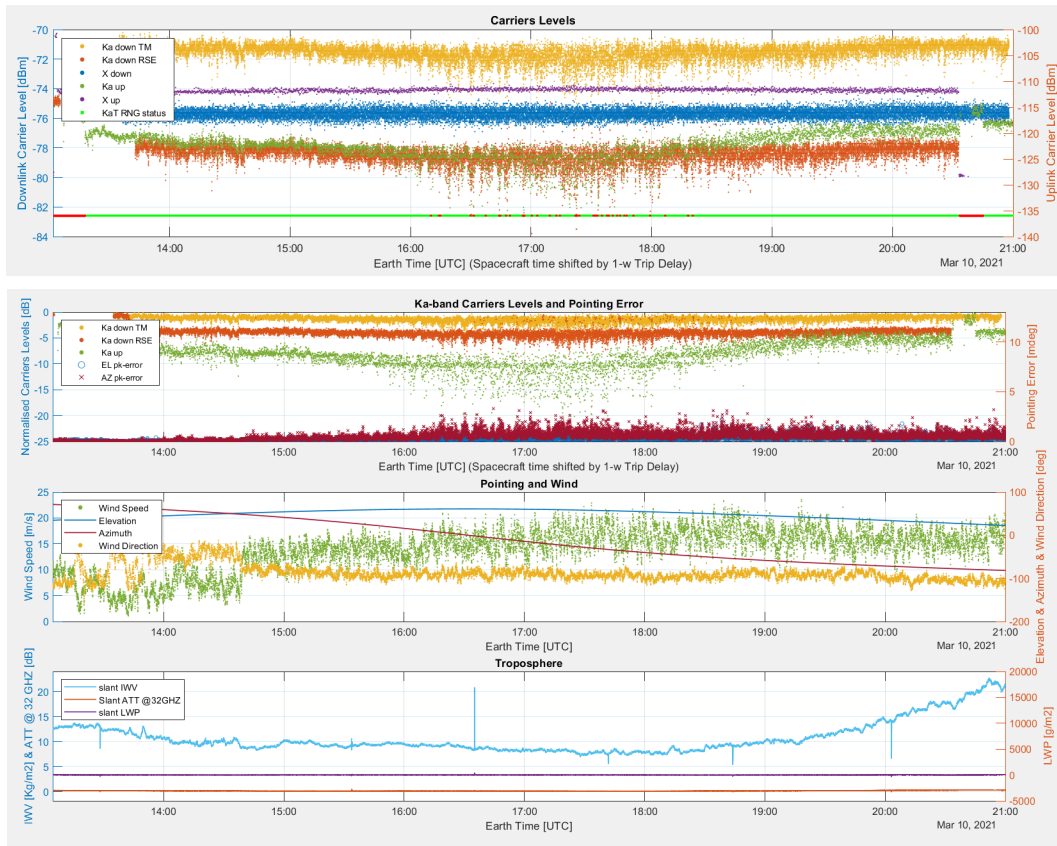 Carriers Levels
Downlink Carrier Level [dBm]
-70
-72
-74
-76
-78
-80
-82
-84
Ka down TM
Ka down RSE
X down
Ka up
X up
KaT RNG status
-100
-105
-110
-115
-120
-125
-130
-135
-140
Uplink Carrier Level [dBm]
14:00 15:00 16:00 17:00 18:00 19:00 20:00 21:00
Earth Time [UTC] (Spacecraft time shifted by 1-w Trip Delay)
Mar 10, 2021
Ka-band Carriers Levels and Pointing Error
Normalised Carriers Levels [dB]
0
-5
-10
-15
-20
-25
Ka down TM
Ka down RSE
Ka up
EL pk-error
AZ pk-error
10
5
0
Pointing Error [mdeg]
14:00 15:00 16:00 17:00 18:00 19:00 20:00 21:00
Earth Time [UTC] (Spacecraft time shifted by 1-w Trip Delay)
Mar 10, 2021
Pointing and Wind
Wind Speed [m/s]
25
20
15
10
5
0
Wind Speed
Elevation
Azimuth
Wind Direction
100
0
-100
-200
Elevation & Azimuth & Wind Direction [deg]
14:00 15:00 16:00 17:00 18:00 19:00 20:00 21:00
Earth Time [UTC]
Mar 10, 2021
Troposphere
IWV [Kg/m2] & ATT @ 32 GHZ [dB]
20
15
10
5
0
slant IWV
Slant ATT @32GHZ
slant LWP
20000
15000
10000
5000
0
-5000
LWP [g/m2]
14:00 15:00 16:00 17:00 18:00 19:00 20:00 21:00
Earth Time [UTC]
Mar 10, 2021